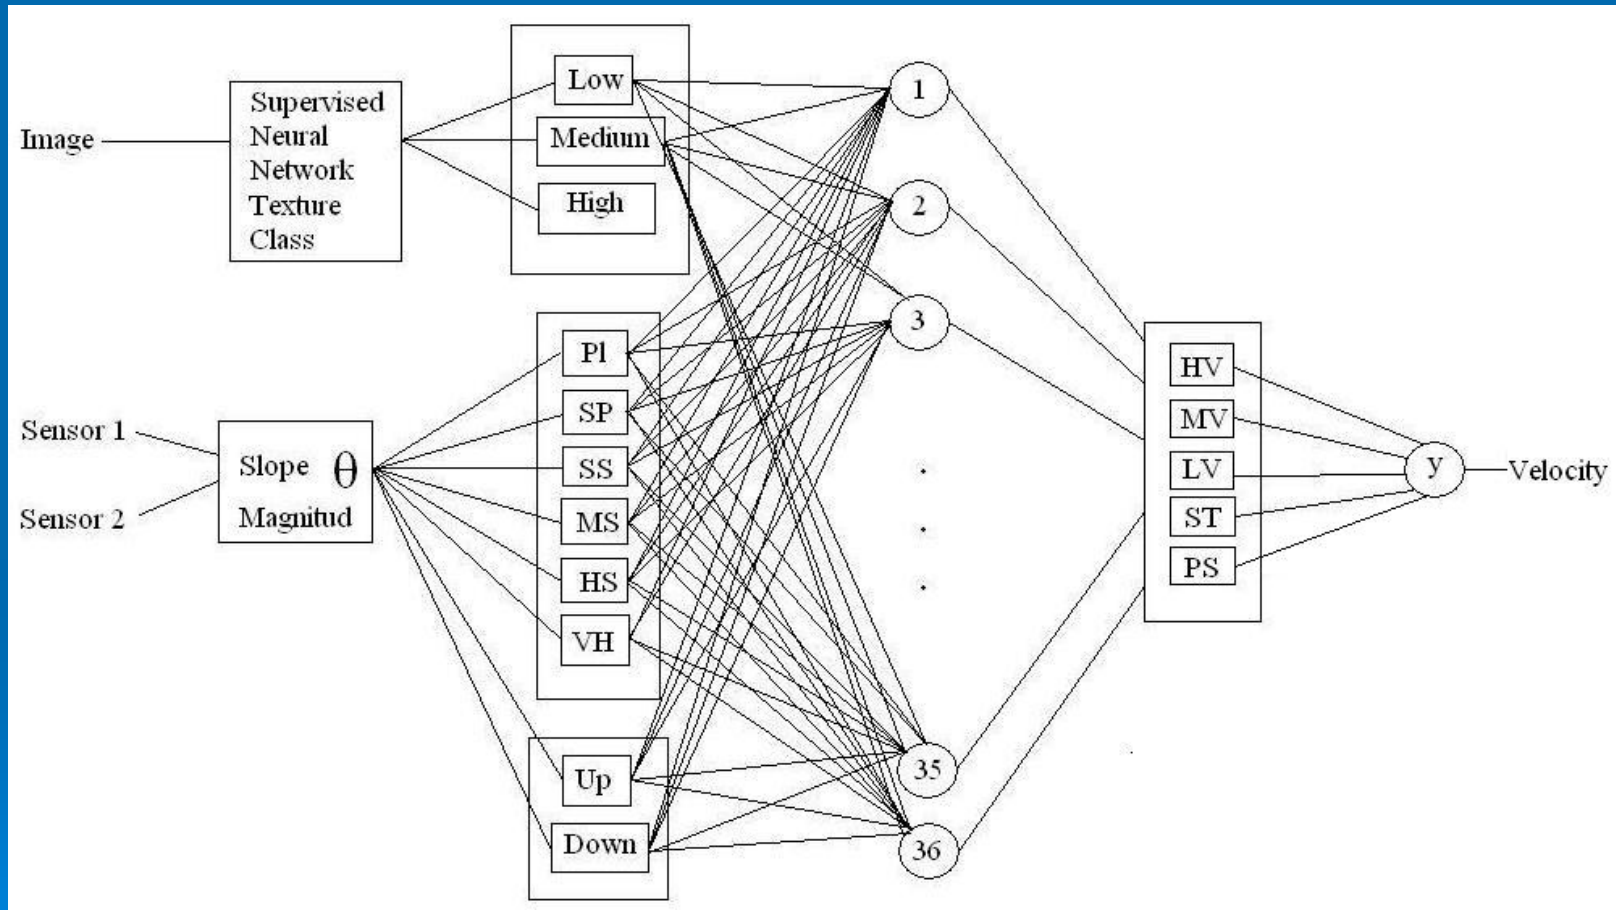 Image
Supervised
Neural
Network
Texture
Class
Low
Medium
High
Sensor 1
Sensor 2
Slope θ
Magnitud
Pl
SP
SS
MS
HS
VH
Up
Down
1
2
3
.
.
.
35
36
HV
MV
LV
ST
PS
y
Velocity